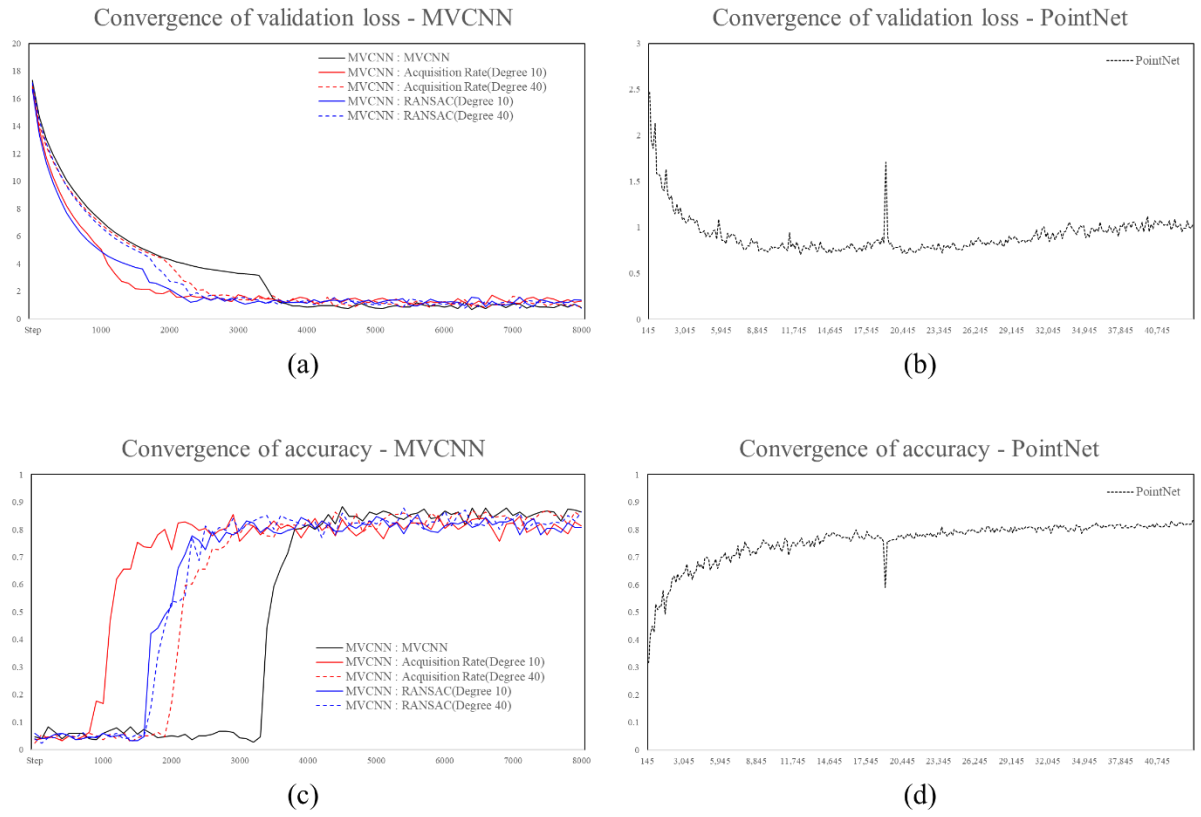 Convergence of validation loss - MVCNN
20
18
16
14
12
10
8
6
4
2
0
MVCNN : MVCNN
MVCNN : Acquisition Rate(Degree 10)
MVCNN : Acquisition Rate(Degree 40)
MVCNN : RANSAC(Degree 10)
MVCNN : RANSAC(Degree 40)
Step 1000 2000 3000 4000 5000 6000 7000 8000
(a)
Convergence of validation loss - PointNet
3
2.5
2
1.5
1
0.5
0
PointNet
145 3,045 5,945 8,845 11,745 14,645 17,545 20,445 23,345 26,245 29,145 32,045 34,945 37,845 40,745
(b)
Convergence of accuracy - MVCNN
1
0.9
0.8
0.7
0.6
0.5
0.4
0.3
0.2
0.1
0
MVCNN : MVCNN
MVCNN : Acquisition Rate(Degree 10)
MVCNN : Acquisition Rate(Degree 40)
MVCNN : RANSAC(Degree 10)
MVCNN : RANSAC(Degree 40)
Step 1000 2000 3000 4000 5000 6000 7000 8000
(c)
Convergence of accuracy - PointNet
1
0.9
0.8
0.7
0.6
0.5
0.4
0.3
0.2
0.1
0
PointNet
145 3,045 5,945 8,845 11,745 14,645 17,545 20,445 23,345 26,245 29,145 32,045 34,945 37,845 40,745
(d)